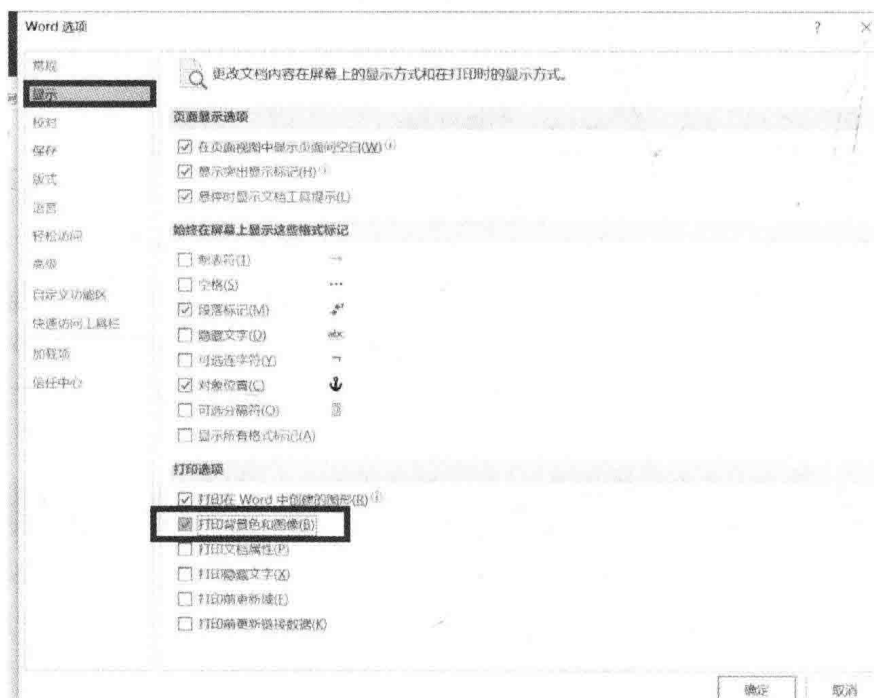 Word 选项
?
×
常规
显示
校对
保存
版式
语言
轻松访问
高级
自定义功能区
快速访问工具栏
加载项
信任中心
更改文档内容在屏幕上的显示方式和在打印时的显示方式。
页面显示选项
在页面视图中显示页面间空白(W)
显示突出显示标记(H)
悬停时显示文档工具提示(L)
始终在屏幕上显示这些格式标记
制表符(T)
空格(S)
段落标记(M)
隐藏文字(D)
abc
可选连字符(Y)
对象位置(C)
可选分隔符(O)
显示所有格式标记(A)
打印选项
打印在 Word 中创建的图形(R)
打印背景色和图像(B)
打印文档属性(P)
打印隐藏文字(X)
打印前更新域(F)
打印前更新链接数据(K)
确定
取消